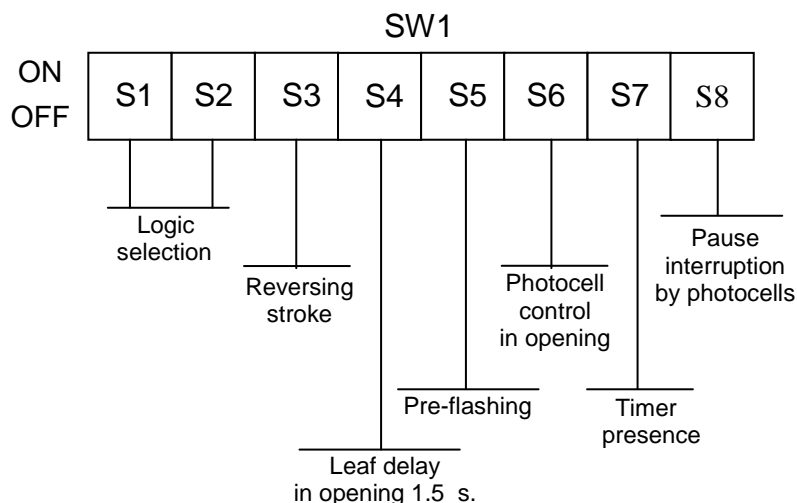 SW1
ON
OFF
S1 S2 S3 S4 S5 S6 S7 S8
Logic
selection
Reversing
stroke
Leaf delay
in opening 1.5 s.
Pre-flashing
Photocell
control
in opening
Timer
presence
Pause
interruption
by photocells